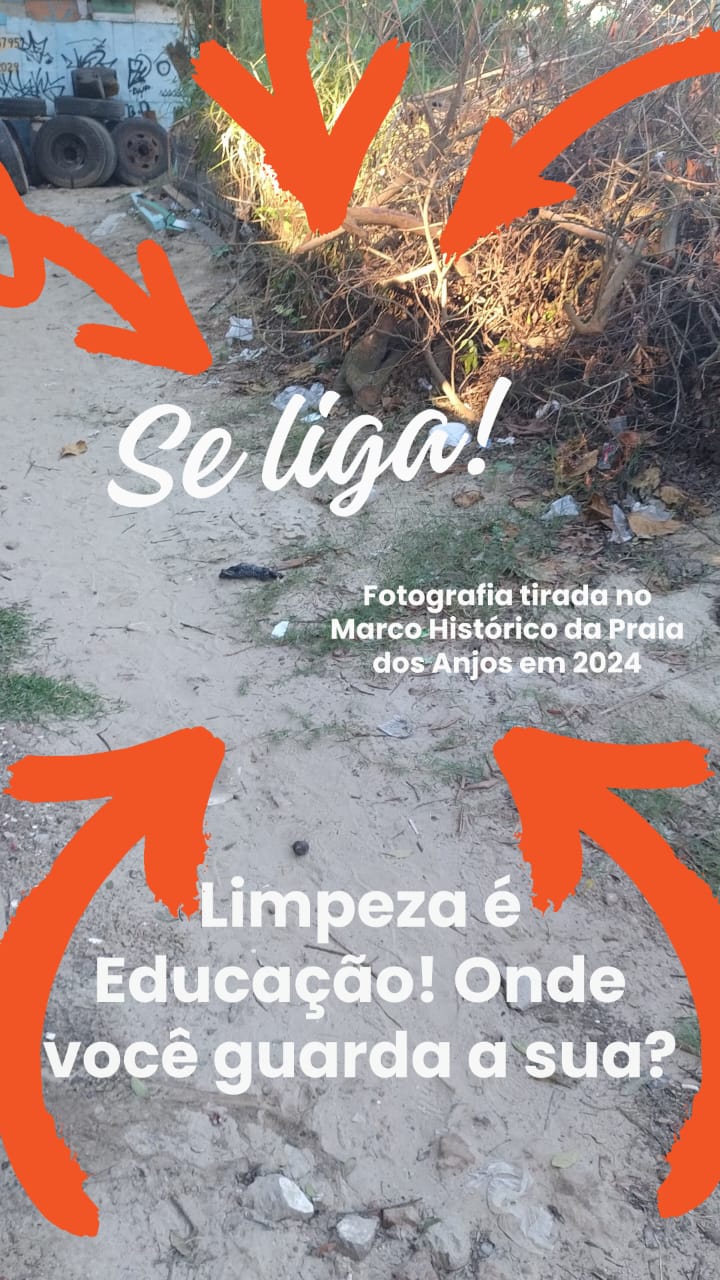 Se liga!
Fotografia tirada no
Marco Histórico da Praia
dos Anjos em 2024
Limpeza é
Educação! Onde
você guarda a sua?